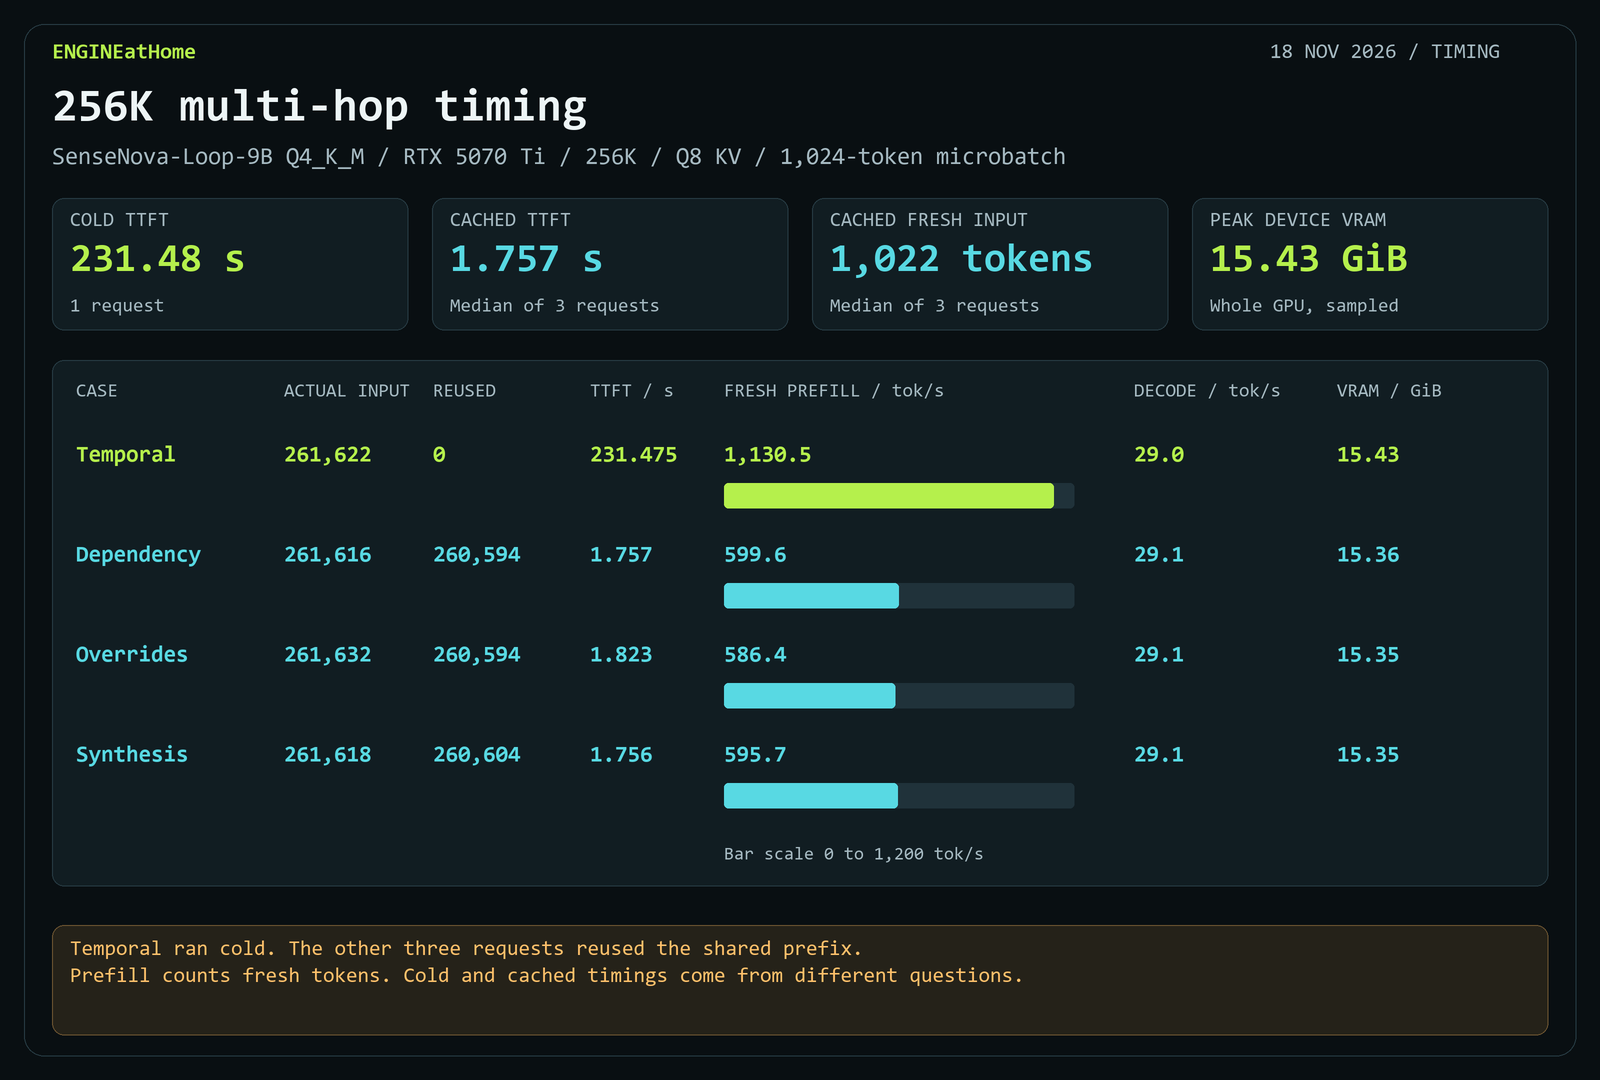 ENGINEatHome
18 NOV 2026 / TIMING
256K multi-hop timing
SenseNova-Loop-9B Q4_K_M / RTX 5070 Ti / 256K / Q8 KV / 1,024-token microbatch
COLD TTFT
231.48 s
1 request
CACHED TTFT
1.757 s
Median of 3 requests
CACHED FRESH INPUT
1,022 tokens
Median of 3 requests
PEAK DEVICE VRAM
15.43 GiB
Whole GPU, sampled
CASE ACTUAL INPUT REUSED TTFT / s FRESH PREFILL / tok/s DECODE / tok/s VRAM / GiB
Temporal 261,622 0 231.475 1,130.5 29.0 15.43
Dependency 261,616 260,594 1.757 599.6 29.1 15.36
Overrides 261,632 260,594 1.823 586.4 29.1 15.35
Synthesis 261,618 260,604 1.756 595.7 29.1 15.35
Bar scale 0 to 1,200 tok/s
Temporal ran cold. The other three requests reused the shared prefix.
Prefill counts fresh tokens. Cold and cached timings come from different questions.